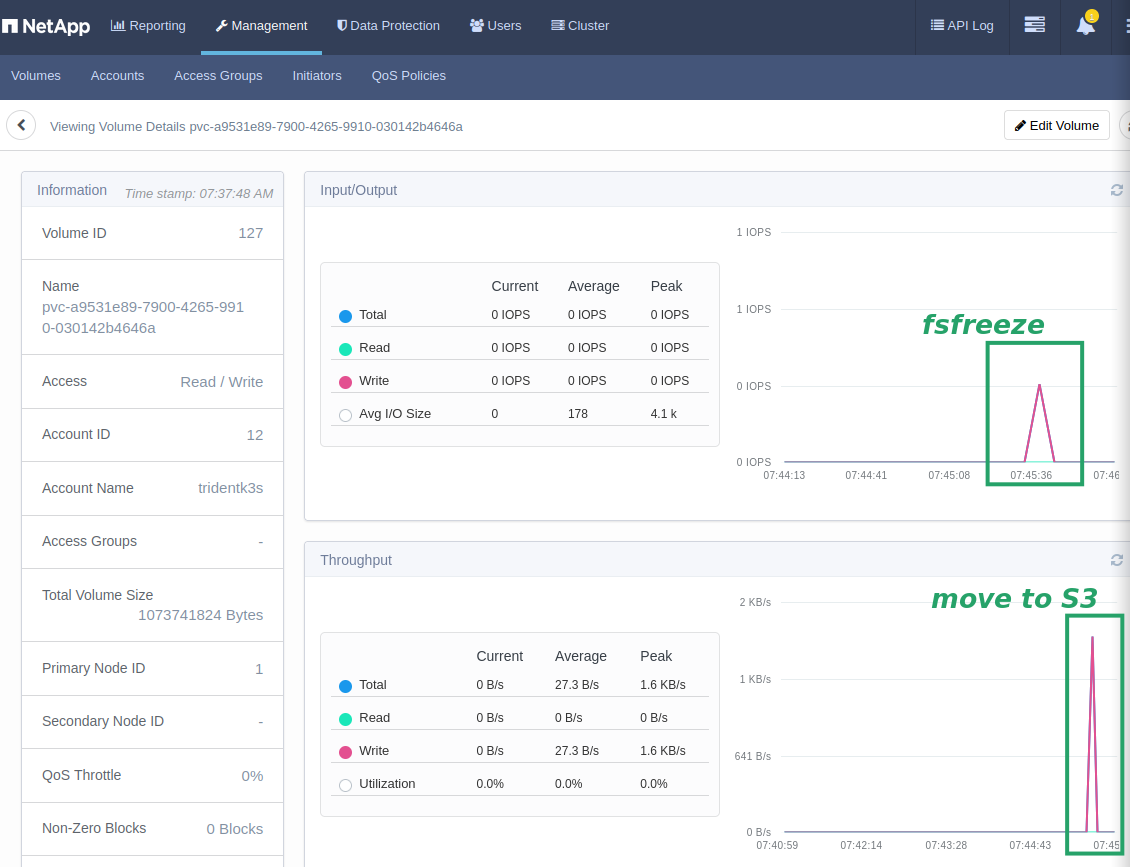 NetApp Reporting Management Data Protection Users Cluster API Log 1
Volumes Accounts Access Groups Initiators QoS Policies
Viewing Volume Details pvc-a9531e89-7900-4265-9910-030142b4646a Edit Volume
Information Time stamp: 07:37:48 AM
Volume ID 127
Name
pvc-a9531e89-7900-4265-991
0-030142b4646a
Access Read / Write
Account ID 12
Account Name tridentk3s
Access Groups -
Total Volume Size
1073741824 Bytes
Primary Node ID 1
Secondary Node ID -
QoS Throttle 0%
Non-Zero Blocks 0 Blocks
Input/Output
Current Average Peak
Total 0 IOPS 0 IOPS 0 IOPS
Read 0 IOPS 0 IOPS 0 IOPS
Write 0 IOPS 0 IOPS 0 IOPS
Avg I/O Size 0 178 4.1 k
1 IOPS
1 IOPS
fsfreeze
0 IOPS
0 IOPS
07:44:13 07:44:41 07:45:08 07:45:36 07:46
Throughput
Current Average Peak
Total 0 B/s 27.3 B/s 1.6 KB/s
Read 0 B/s 0 B/s 0 B/s
Write 0 B/s 27.3 B/s 1.6 KB/s
Utilization 0.0% 0.0% 0.0%
move to S3
2 KB/s
1 KB/s
641 B/s
0 B/s
07:40:59 07:42:14 07:43:28 07:44:43 07:45